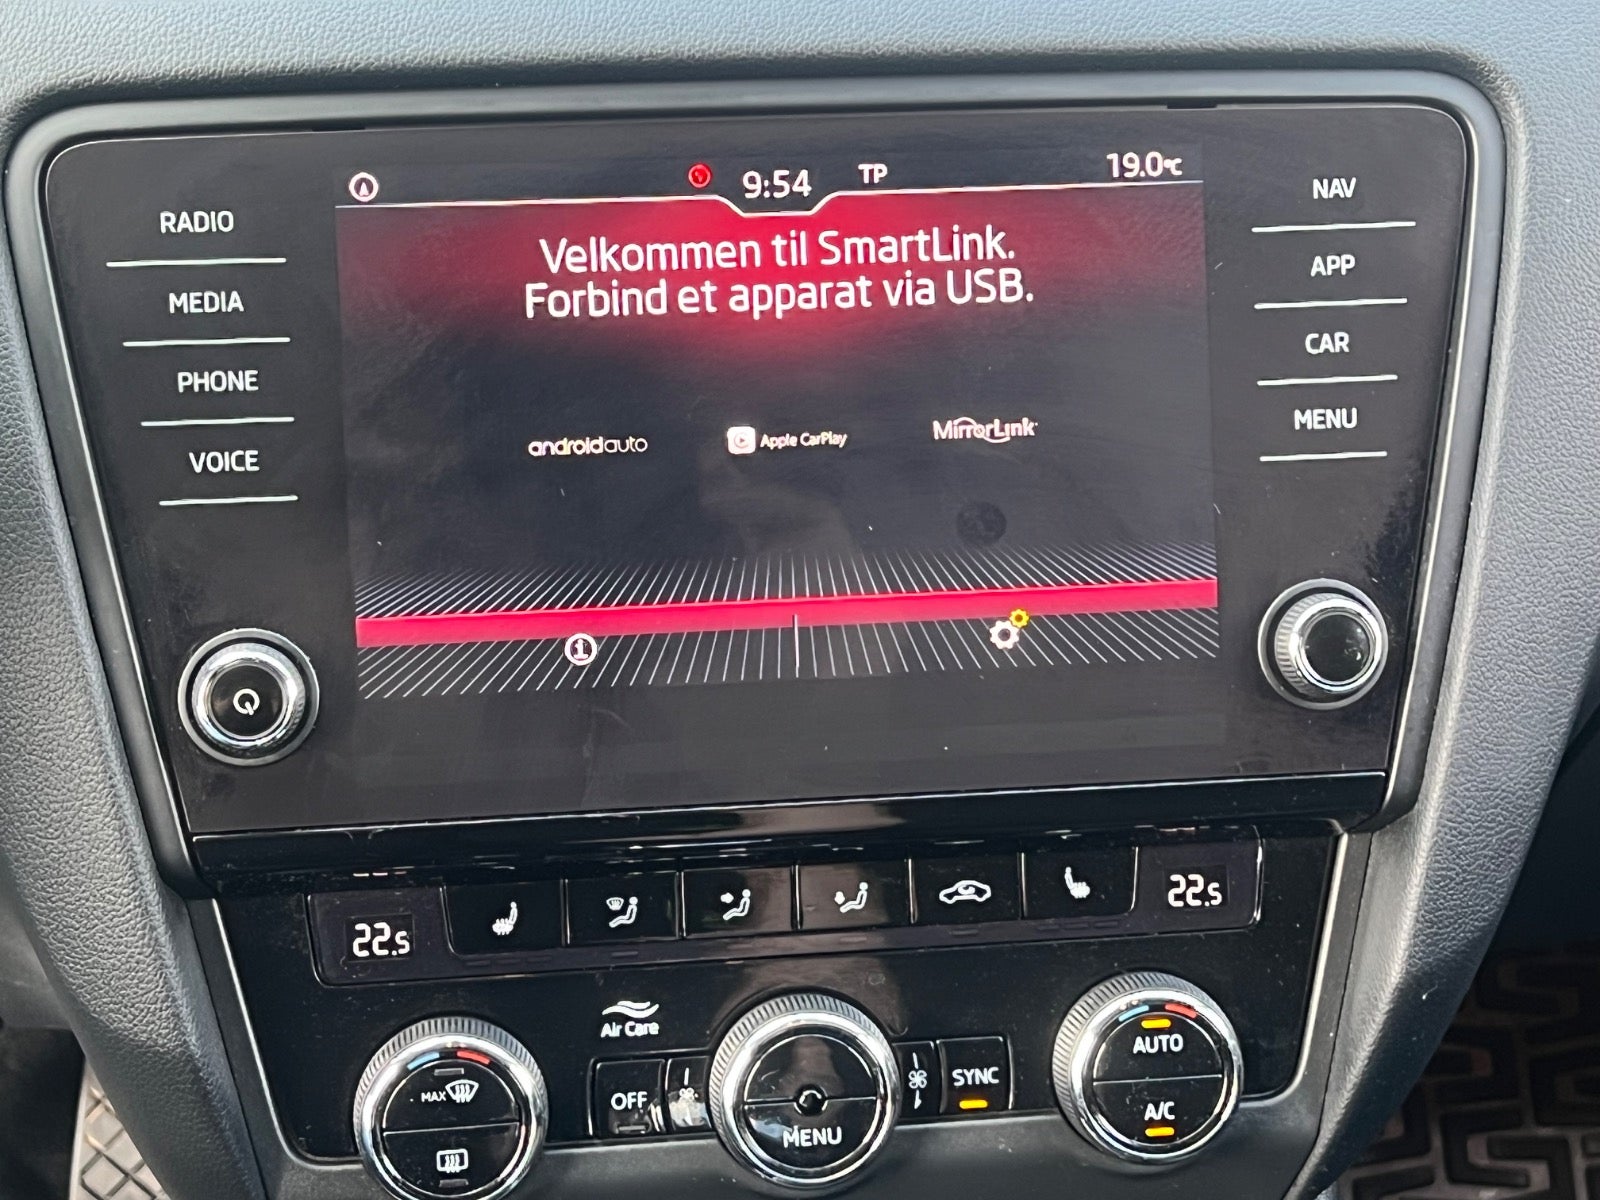 9:54
TP
19.0°C
RADIO
MEDIA
PHONE
VOICE
Velkommen til SmartLink.
Forbind et apparat via USB.
androidauto
Apple CarPlay
MirrorLink
NAV
APP
CAR
MENU
22.5
22.5
Air Care
MAX
OFF
MENU
SYNC
AUTO
A/C